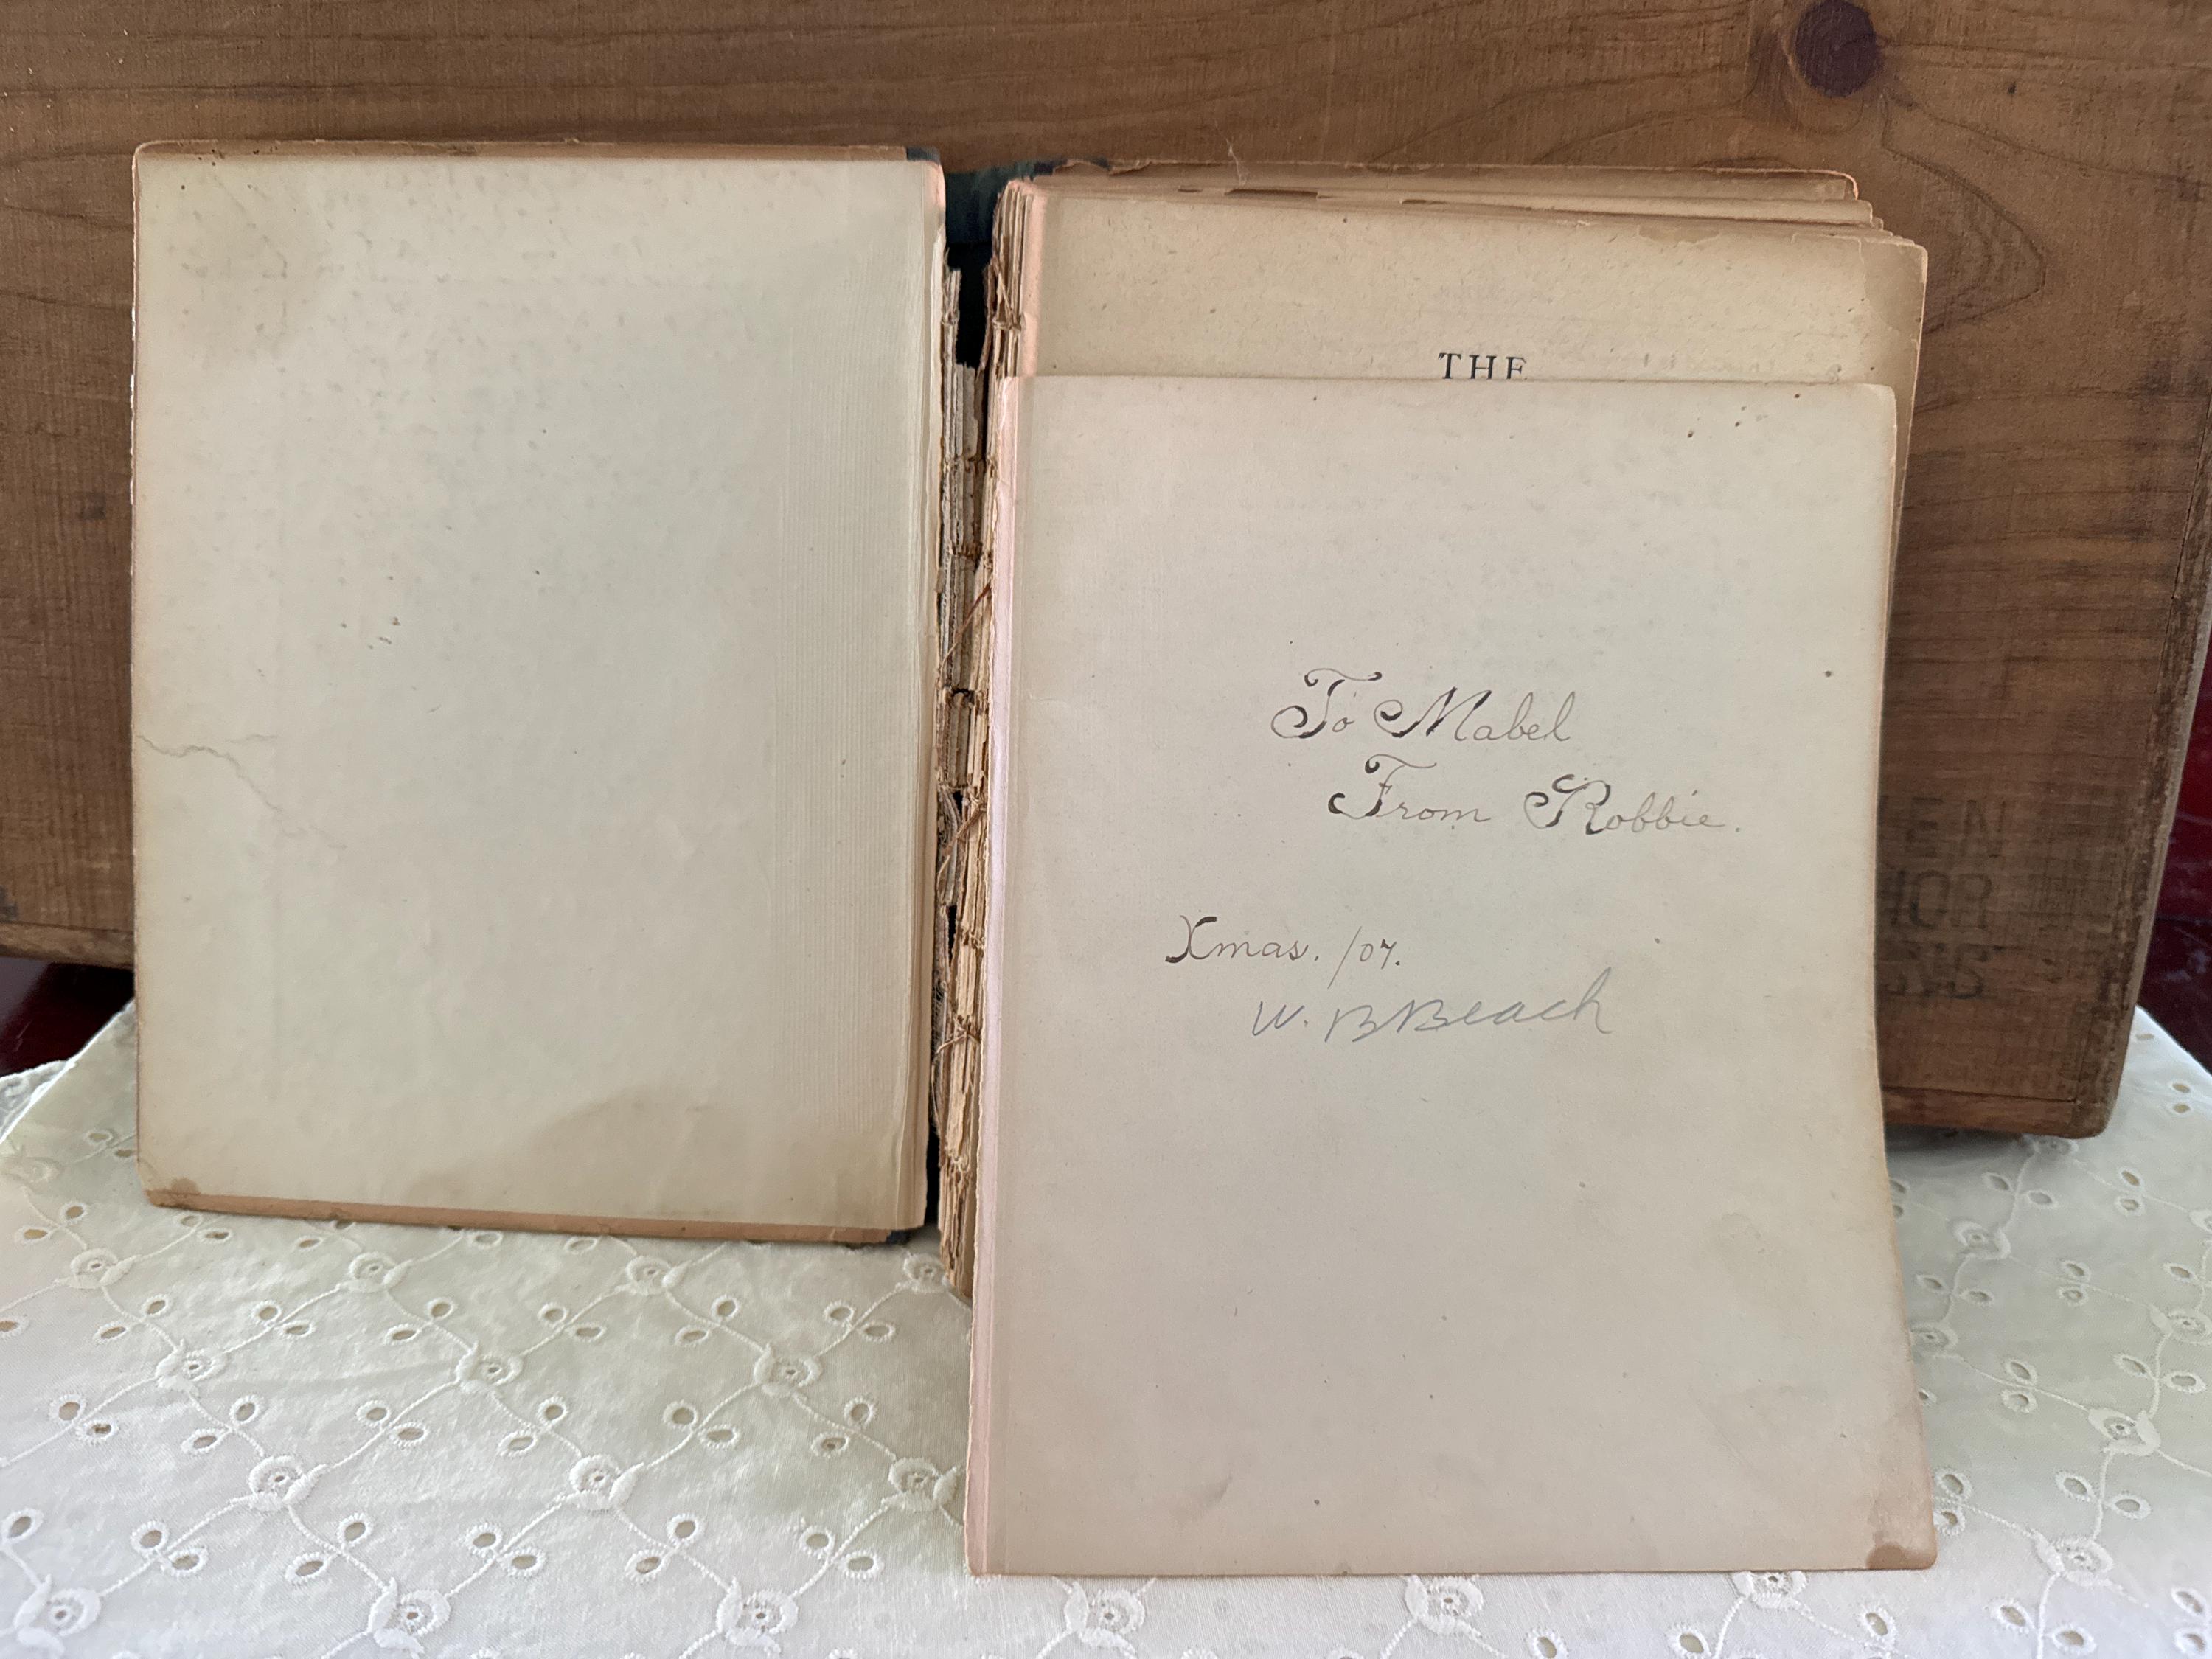 THE
To Mabel
From Robbie.
Xmas. /07.
W. B Beach